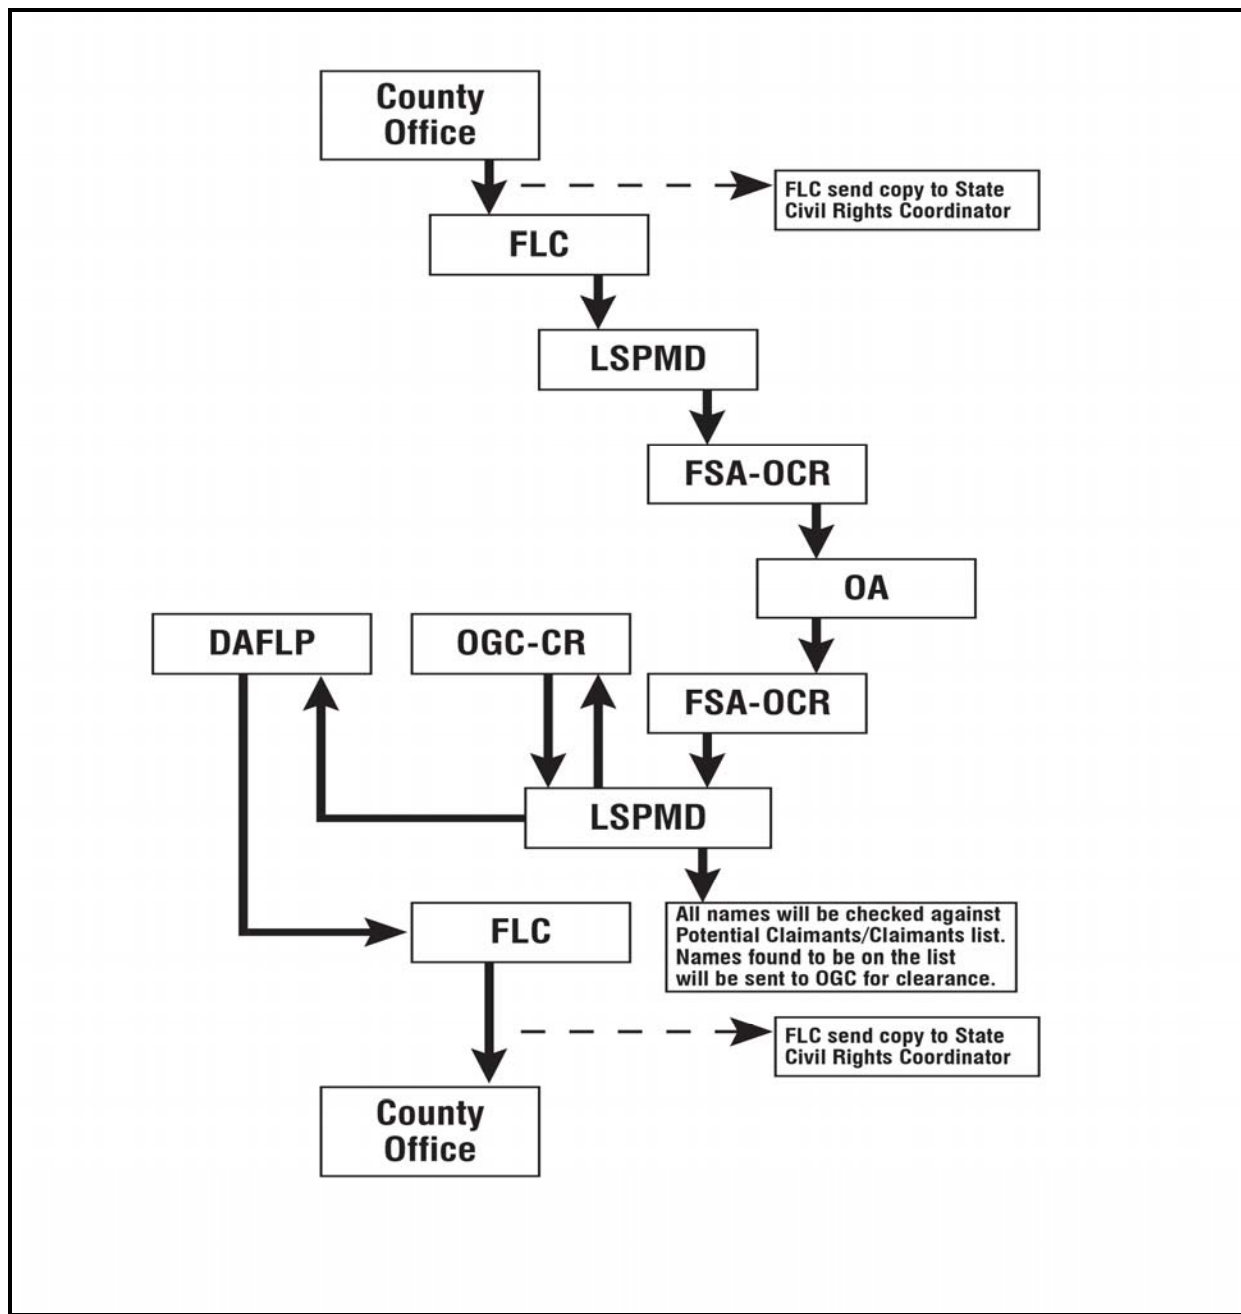 County
Office
FLC send copy to State
Civil Rights Coordinator
FLC
LSPMD
FSA-OCR
OA
DAFLP
OGC-CR
FSA-OCR
LSPMD
All names will be checked against
Potential Claimants/Claimants list.
Names found to be on the list
will be sent to OGC for clearance.
FLC
FLC send copy to State
Civil Rights Coordinator
County
Office